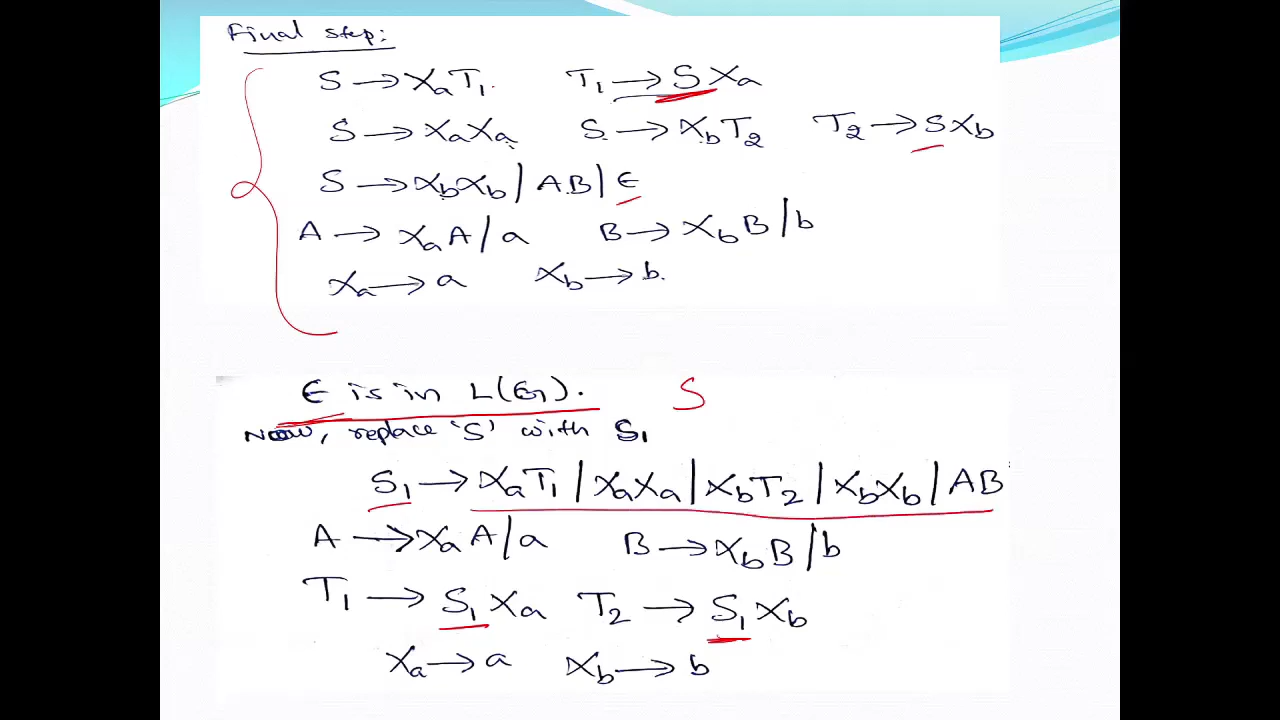 Final step:
S → XaT₁. T₁ → SXa
S → XaXa S → XbT₂ T₂ → SXb
S → XbXb | AB | ϵ
A → XaA / a B → XbB / b
Xa → a Xb → b.
ϵ is in L(G). S
Now, replace 'S' with S₁
S₁ → XaT₁ | XaXa | XbT₂ | XbXb | AB
A → XaA / a B → XbB / b
T₁ → S₁Xa T₂ → S₁Xb
Xa → a Xb → b